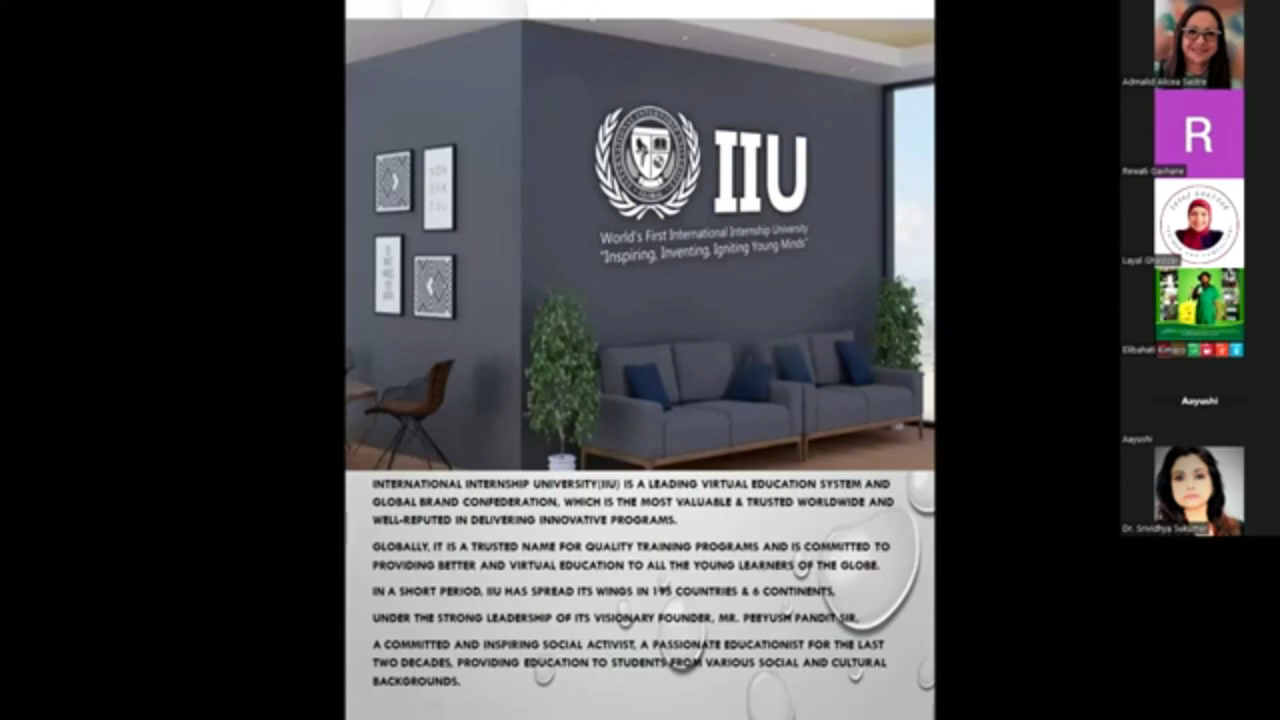 IIU
World's First International Internship University
"Inspiring, Inventing, Igniting Young Minds"
INTERNATIONAL INTERNSHIP UNIVERSITY(IIU) IS A LEADING VIRTUAL EDUCATION SYSTEM AND
GLOBAL BRAND CONFEDERATION, WHICH IS THE MOST VALUABLE & TRUSTED WORLDWIDE AND
WELL-REPUTED IN DELIVERING INNOVATIVE PROGRAMS.
GLOBALLY, IT IS A TRUSTED NAME FOR QUALITY TRAINING PROGRAMS AND IS COMMITTED TO
PROVIDING BETTER AND VIRTUAL EDUCATION TO ALL THE YOUNG LEARNERS OF THE GLOBE.
IN A SHORT PERIOD, IIU HAS SPREAD ITS WINGS IN 195 COUNTRIES & 6 CONTINENTS,
UNDER THE STRONG LEADERSHIP OF ITS VISIONARY FOUNDER, MR. PEEYUSH PANDIT SIR,
A COMMITTED AND INSPIRING SOCIAL ACTIVIST, A PASSIONATE EDUCATIONIST FOR THE LAST
TWO DECADES, PROVIDING EDUCATION TO STUDENTS FROM VARIOUS SOCIAL AND CULTURAL
BACKGROUNDS.
Admalid Alicea Sastre
R
Rewati Gavhane
Layal
Elibahati
Aayushi
Aayushi
Dr. Srividhya Sukumar